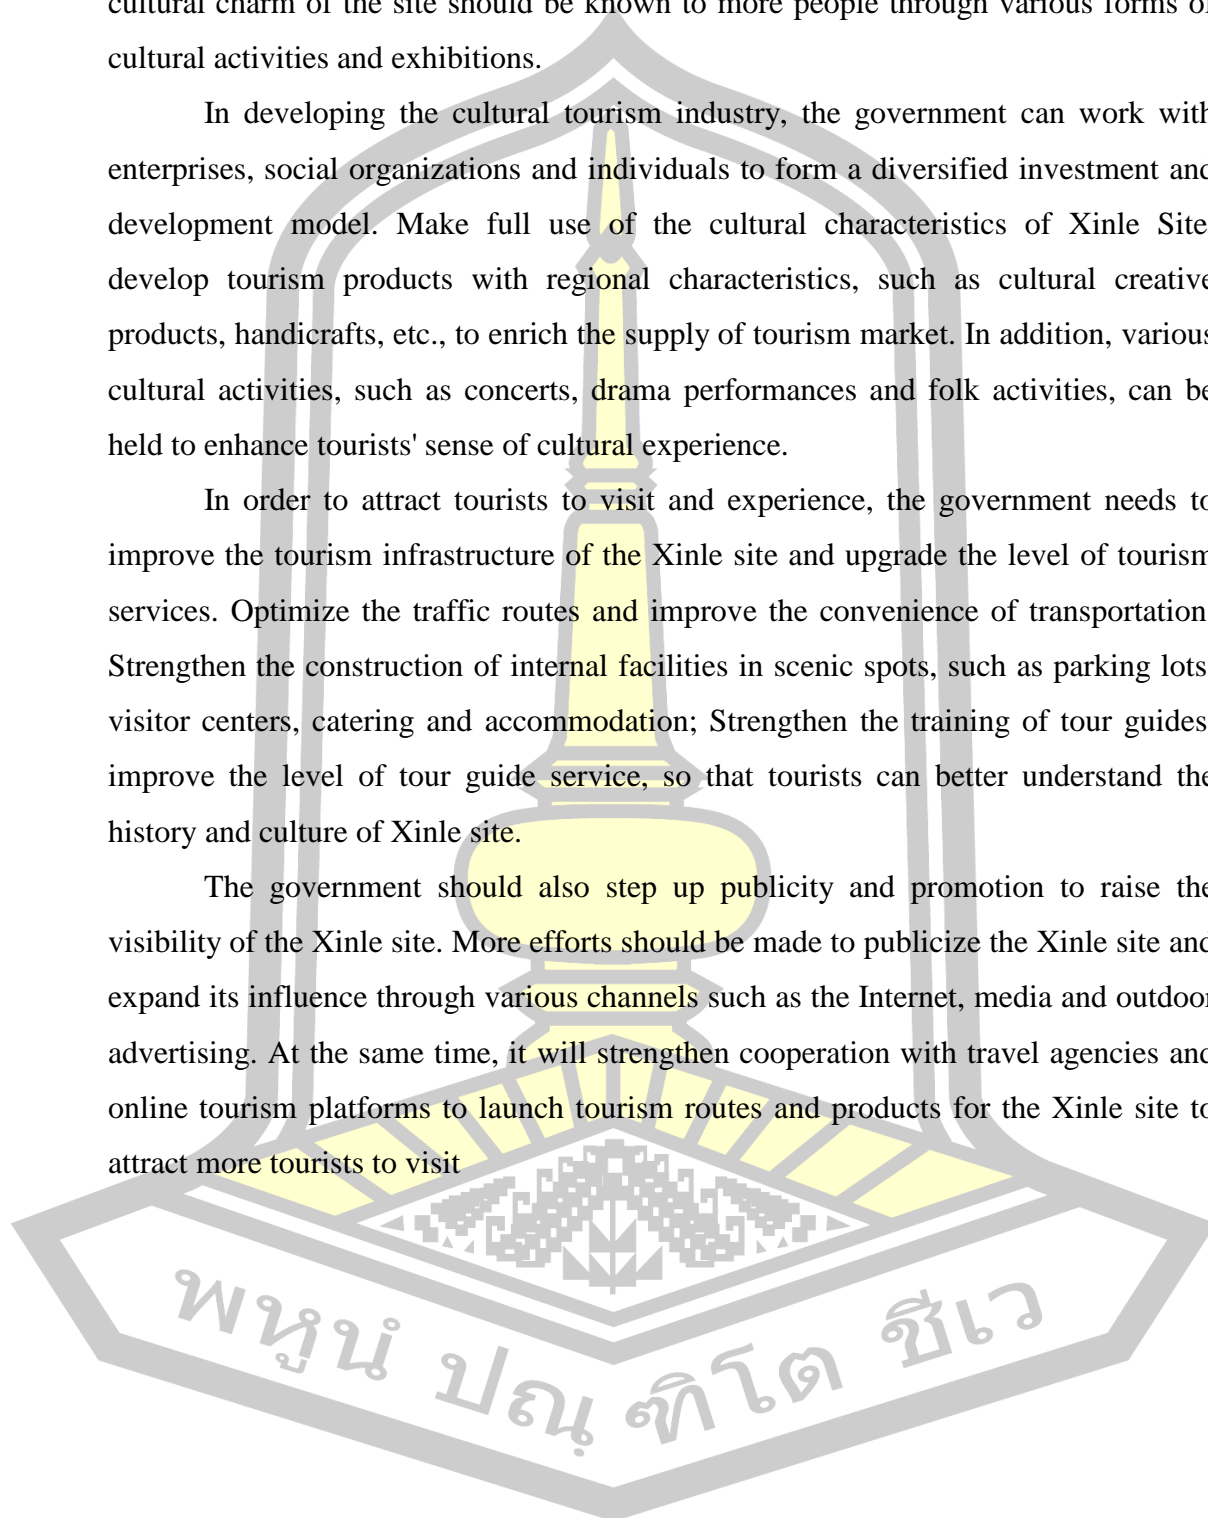 cultural charm of the site should be known to more people through various forms of
cultural activities and exhibitions.
In developing the cultural tourism industry, the government can work with
enterprises, social organizations and individuals to form a diversified investment and
development model. Make full use of the cultural characteristics of Xinle Site
develop tourism products with regional characteristics, such as cultural creative
products, handicrafts, etc., to enrich the supply of tourism market. In addition, various
cultural activities, such as concerts, drama performances and folk activities, can be
held to enhance tourists' sense of cultural experience.
In order to attract tourists to visit and experience, the government needs to
improve the tourism infrastructure of the Xinle site and upgrade the level of tourism
services. Optimize the traffic routes and improve the convenience of transportation
Strengthen the construction of internal facilities in scenic spots, such as parking lots
visitor centers, catering and accommodation; Strengthen the training of tour guides
improve the level of tour guide service, so that tourists can better understand the
history and culture of Xinle site.
The government should also step up publicity and promotion to raise the
visibility of the Xinle site. More efforts should be made to publicize the Xinle site and
expand its influence through various channels such as the Internet, media and outdoor
advertising. At the same time, it will strengthen cooperation with travel agencies and
online tourism platforms to launch tourism routes and products for the Xinle site to
attract more tourists to visit
พหูนํ ปณฺฑิโต ชีเว